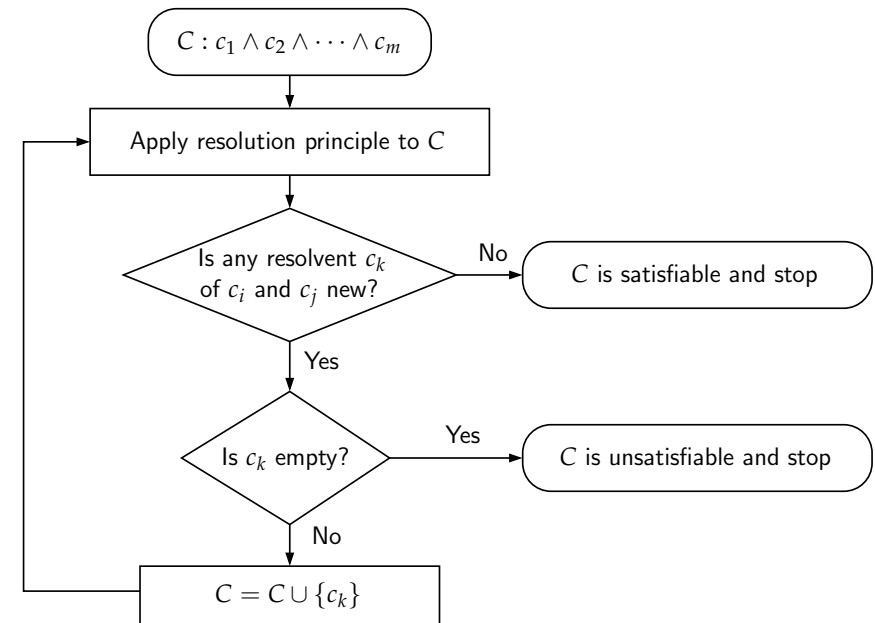 C : c₁ ∧ c₂ ∧ ⋯ ∧ cₘ
Apply resolution principle to C
Is any resolvent cₖ
of cᵢ and cⱼ new?
No
C is satisfiable and stop
Yes
Is cₖ empty?
Yes
C is unsatisfiable and stop
No
C = C ∪ {cₖ}